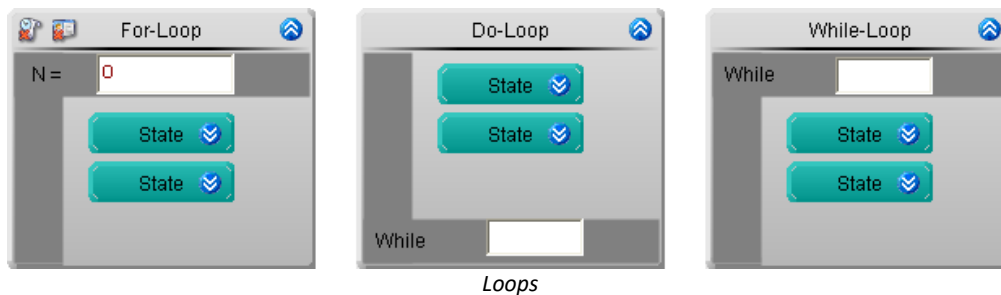 For-Loop
N =
0
State
State
Do-Loop
State
State
While
While-Loop
While
State
State
Loops